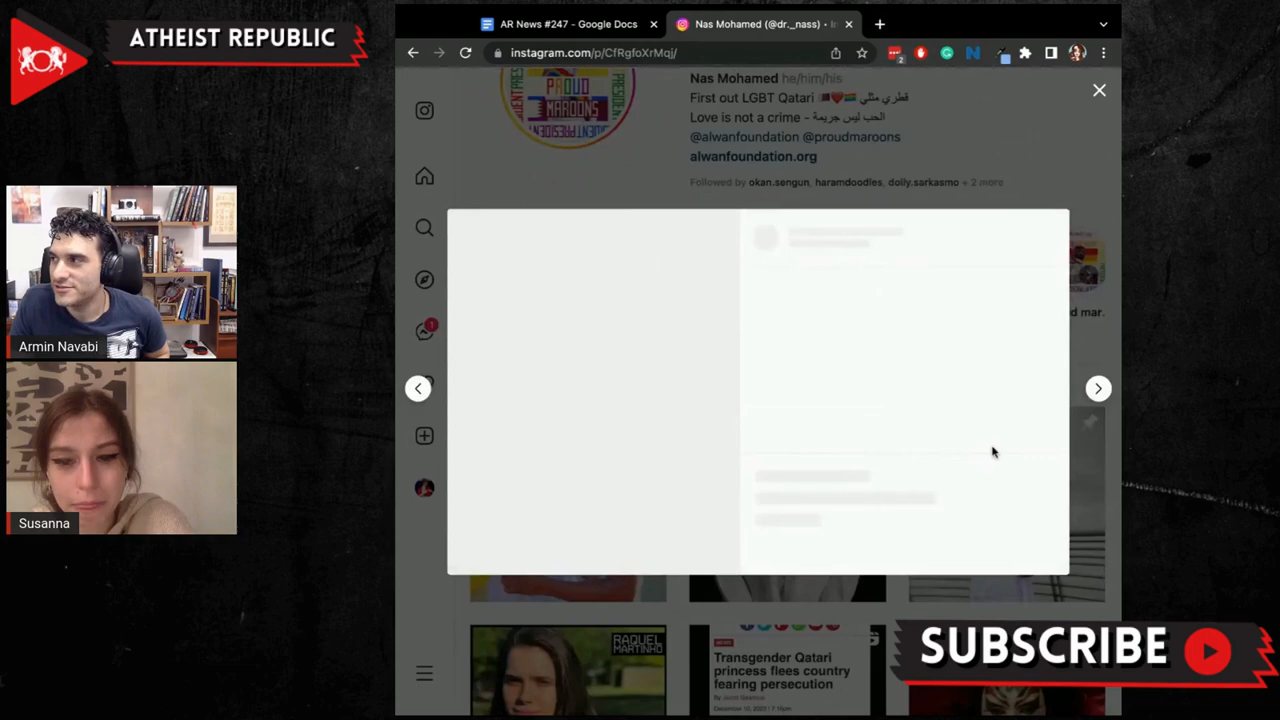 ATHEIST REPUBLIC
AR News #247 - Google Docs
Nas Mohamed (@dr._nass) •
instagram.com/p/CfRgfoXrMqj/
2
Nas Mohamed he/him/his
First out LGBT Qatari 🇶🇦❤️🏳️‍🌈 قطري مثلي
Love is not a crime - الحب ليس جريمة
@alwanfoundation @proudmaroons
alwanfoundation.org
Followed by okan.sengun, haramdoodles, dolly.sarkasmo + 2 more
PROUD
MAROONS
1
d mar.
Armin Navabi
Susanna
RAQUEL
MARTINHO
NEWS
Transgender Qatari
princess flees country
fearing persecution
SUBSCRIBE